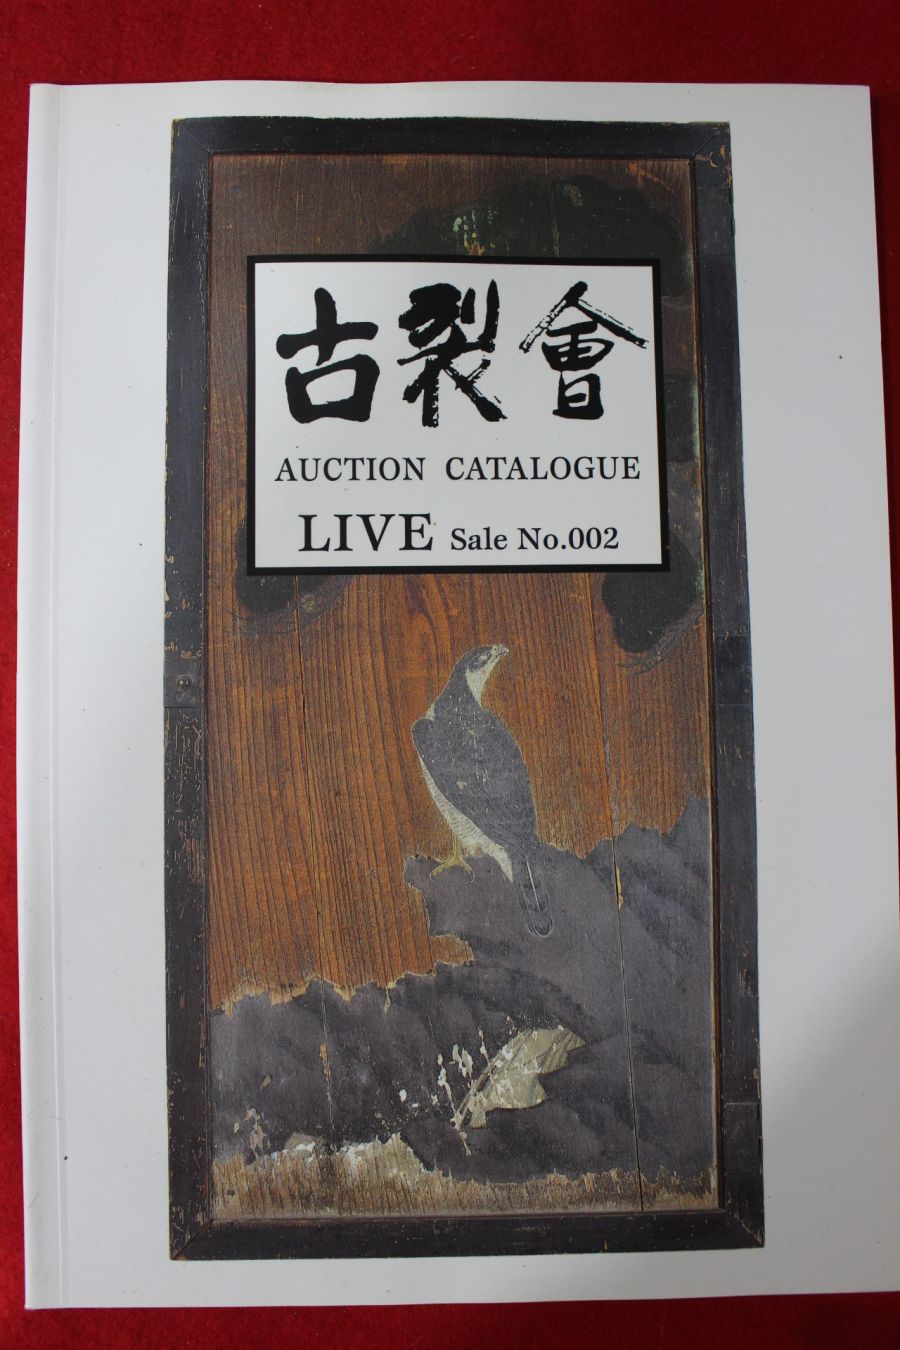 古裂會
AUCTION CATALOGUE
LIVE Sale No.002